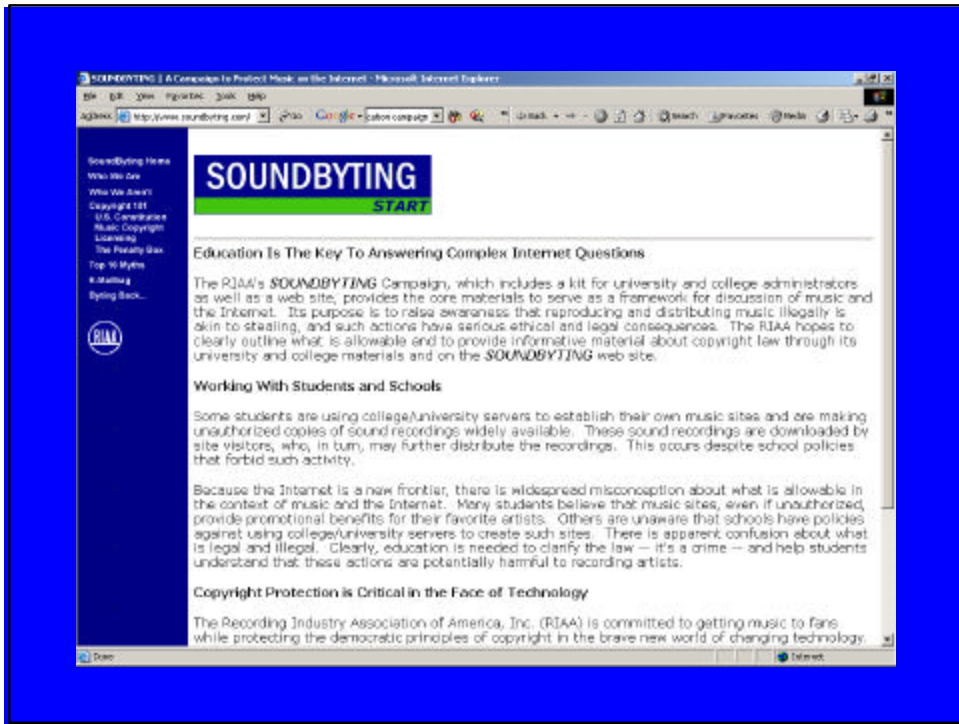 SOUNDBYTING | A Campaign to Protect Music on the Internet - Microsoft Internet Explorer
File Edit View Favorites Tools Help
Address http://www.soundbyting.com/ Google
Search Favorites Media
SoundByting Home
Who We Are
Who We Aren't
Copyright 101
U.S. Constitution
Music Copyright
Licensing
The Penalty Box
Top 10 Myths
E-Mailbag
Byting Back...
RIAA
SOUNDBYTING
START
Education Is The Key To Answering Complex Internet Questions
The RIAA's SOUNDBYTING Campaign, which includes a kit for university and college administrators
as well as a web site, provides the core materials to serve as a framework for discussion of music and
the Internet. Its purpose is to raise awareness that reproducing and distributing music illegally is
akin to stealing, and such actions have serious ethical and legal consequences. The RIAA hopes to
clearly outline what is allowable and to provide informative material about copyright law through its
university and college materials and on the SOUNDBYTING web site.
Working With Students and Schools
Some students are using college/university servers to establish their own music sites and are making
unauthorized copies of sound recordings widely available. These sound recordings are downloaded by
site visitors, who, in turn, may further distribute the recordings. This occurs despite school policies
that forbid such activity.
Because the Internet is a new frontier, there is widespread misconception about what is allowable in
the context of music and the Internet. Many students believe that music sites, even if unauthorized,
provide promotional benefits for their favorite artists. Others are unaware that schools have policies
against using college/university servers to create such sites. There is apparent confusion about what
is legal and illegal. Clearly, education is needed to clarify the law — it's a crime — and help students
understand that these actions are potentially harmful to recording artists.
Copyright Protection is Critical in the Face of Technology
The Recording Industry Association of America, Inc. (RIAA) is committed to getting music to fans
while protecting the democratic principles of copyright in the brave new world of changing technology.
Done
Internet